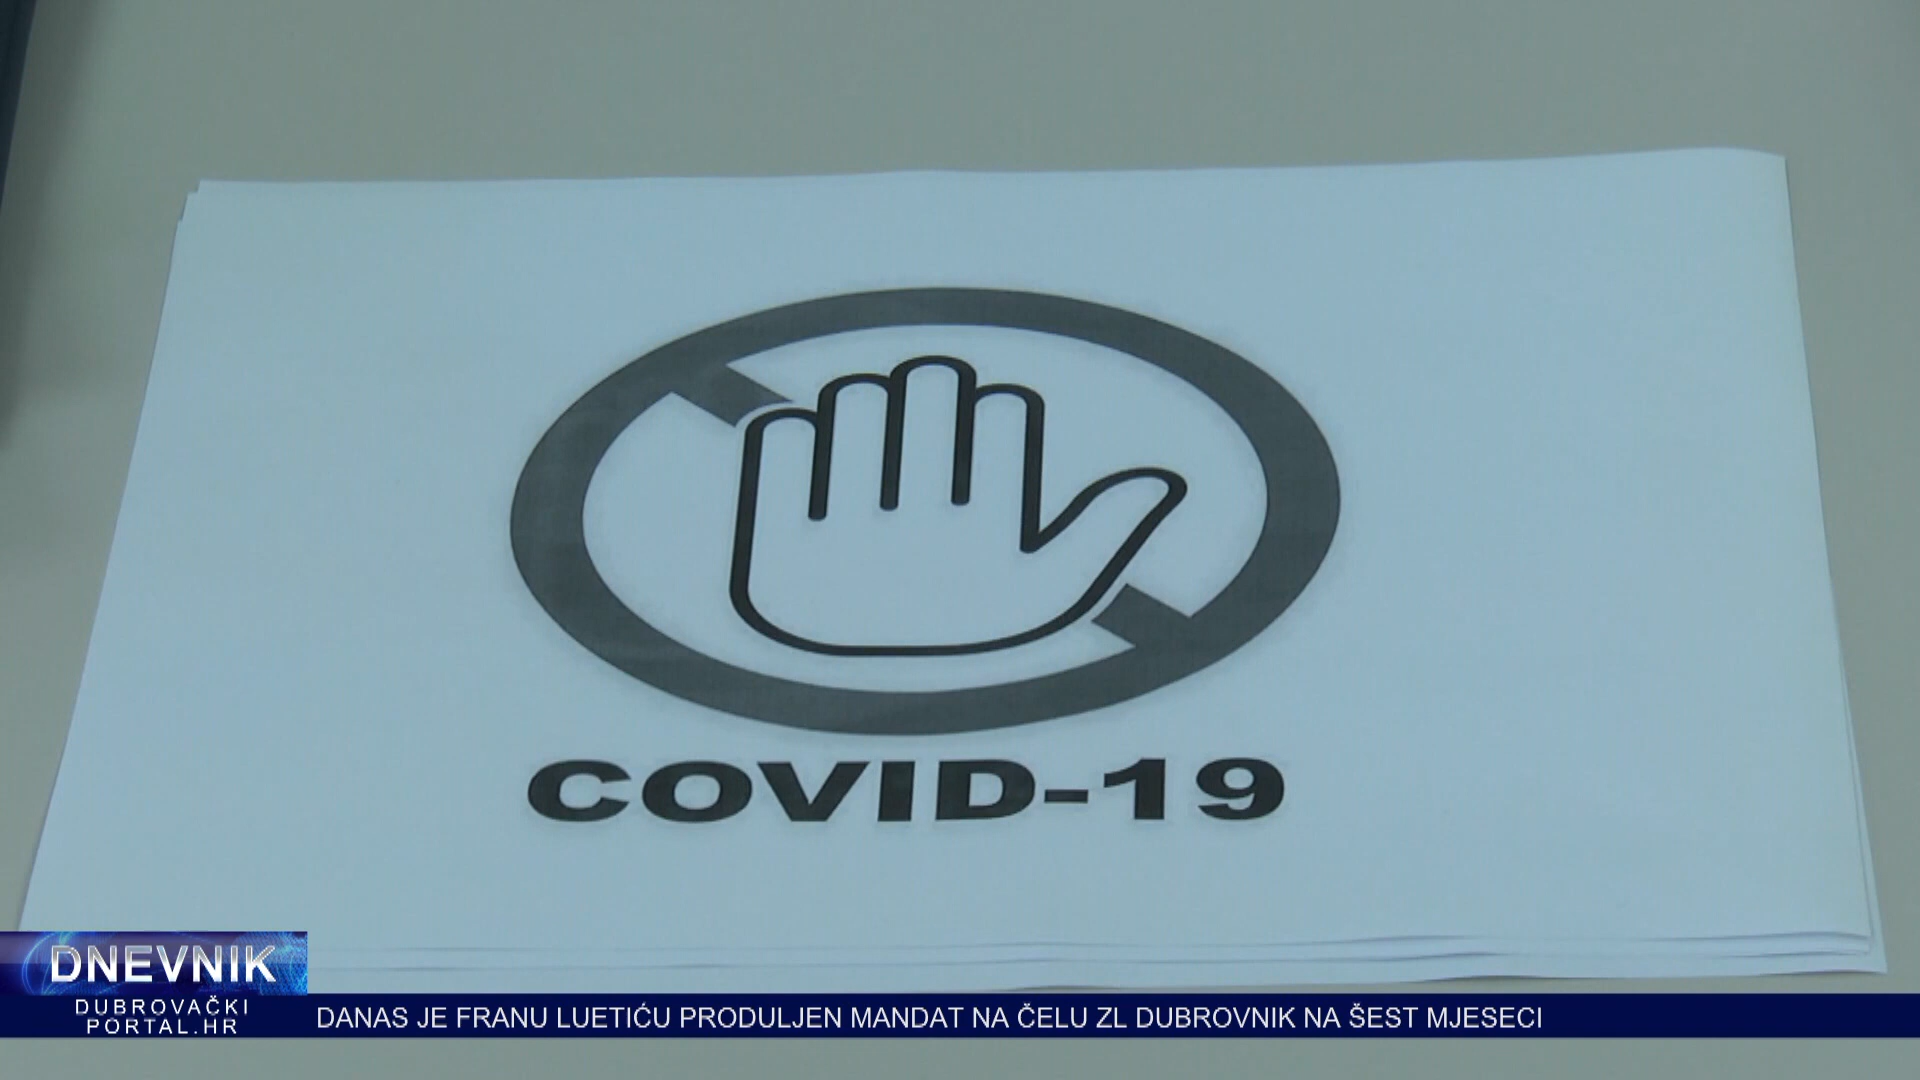 COVID-19
DNEVNIK
DUBROVAČKI
PORTAL.HR
DANAS JE FRANU LUETIĆU PRODULJEN MANDAT NA ČELU ZL DUBROVNIK NA ŠEST MJESECI